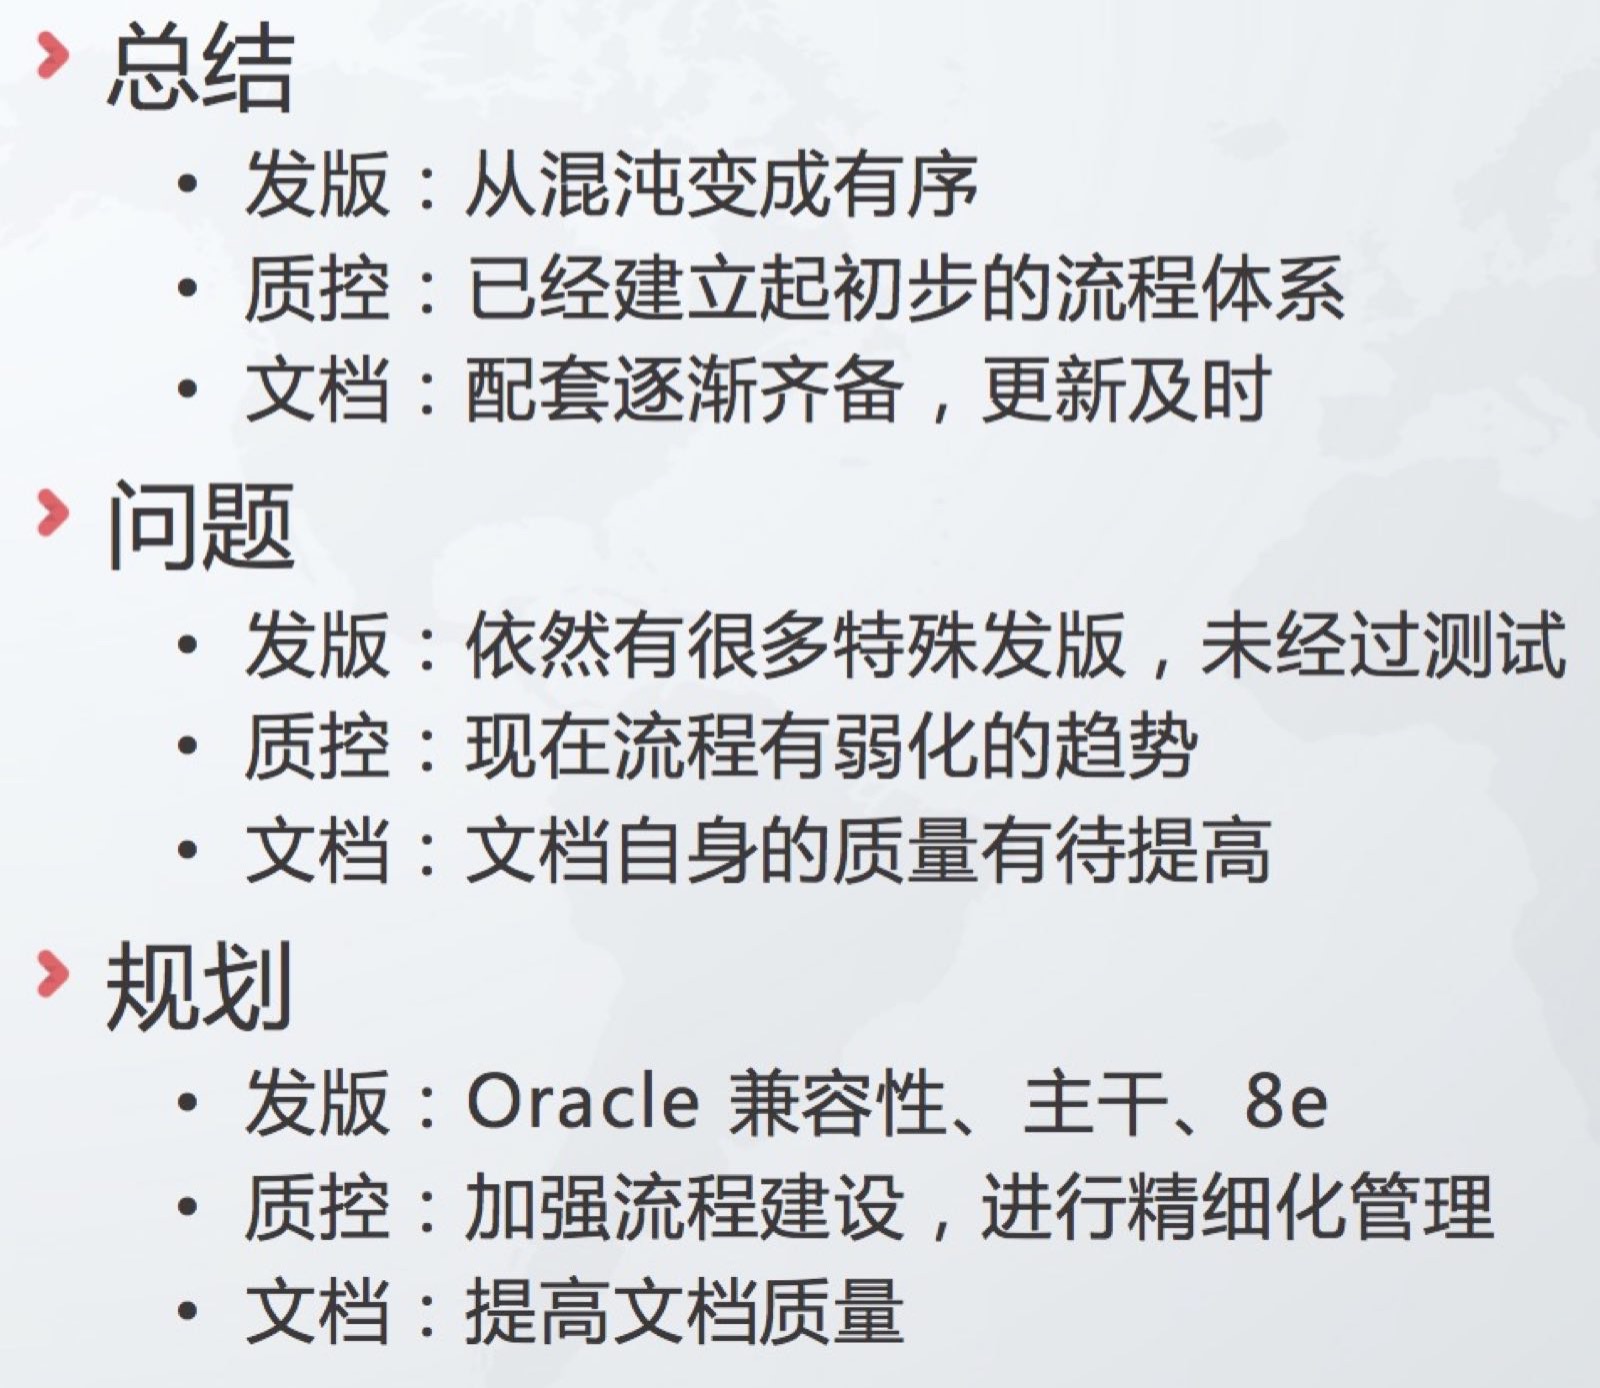 总结
• 发版：从混沌变成有序
• 质控：已经建立起初步的流程体系
• 文档：配套逐渐齐备，更新及时
问题
• 发版：依然有很多特殊发版，未经过测试
• 质控：现在流程有弱化的趋势
• 文档：文档自身的质量有待提高
规划
• 发版：Oracle 兼容性、主干、8e
• 质控：加强流程建设，进行精细化管理
• 文档：提高文档质量